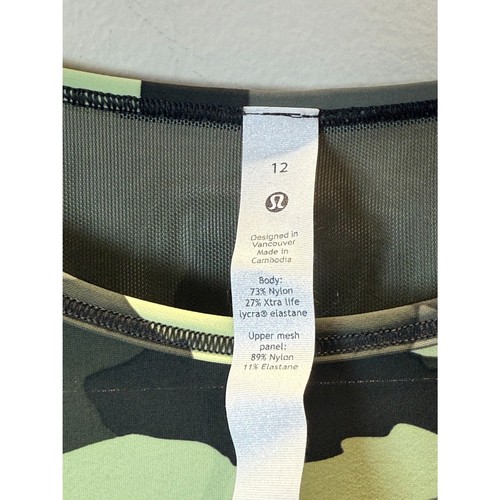 12
Designed in
Vancouver
Made in
Cambodia
Body:
73% Nylon
27% Xtra life
lycra® elastane
Upper mesh
panel:
89% Nylon
11% Elastane